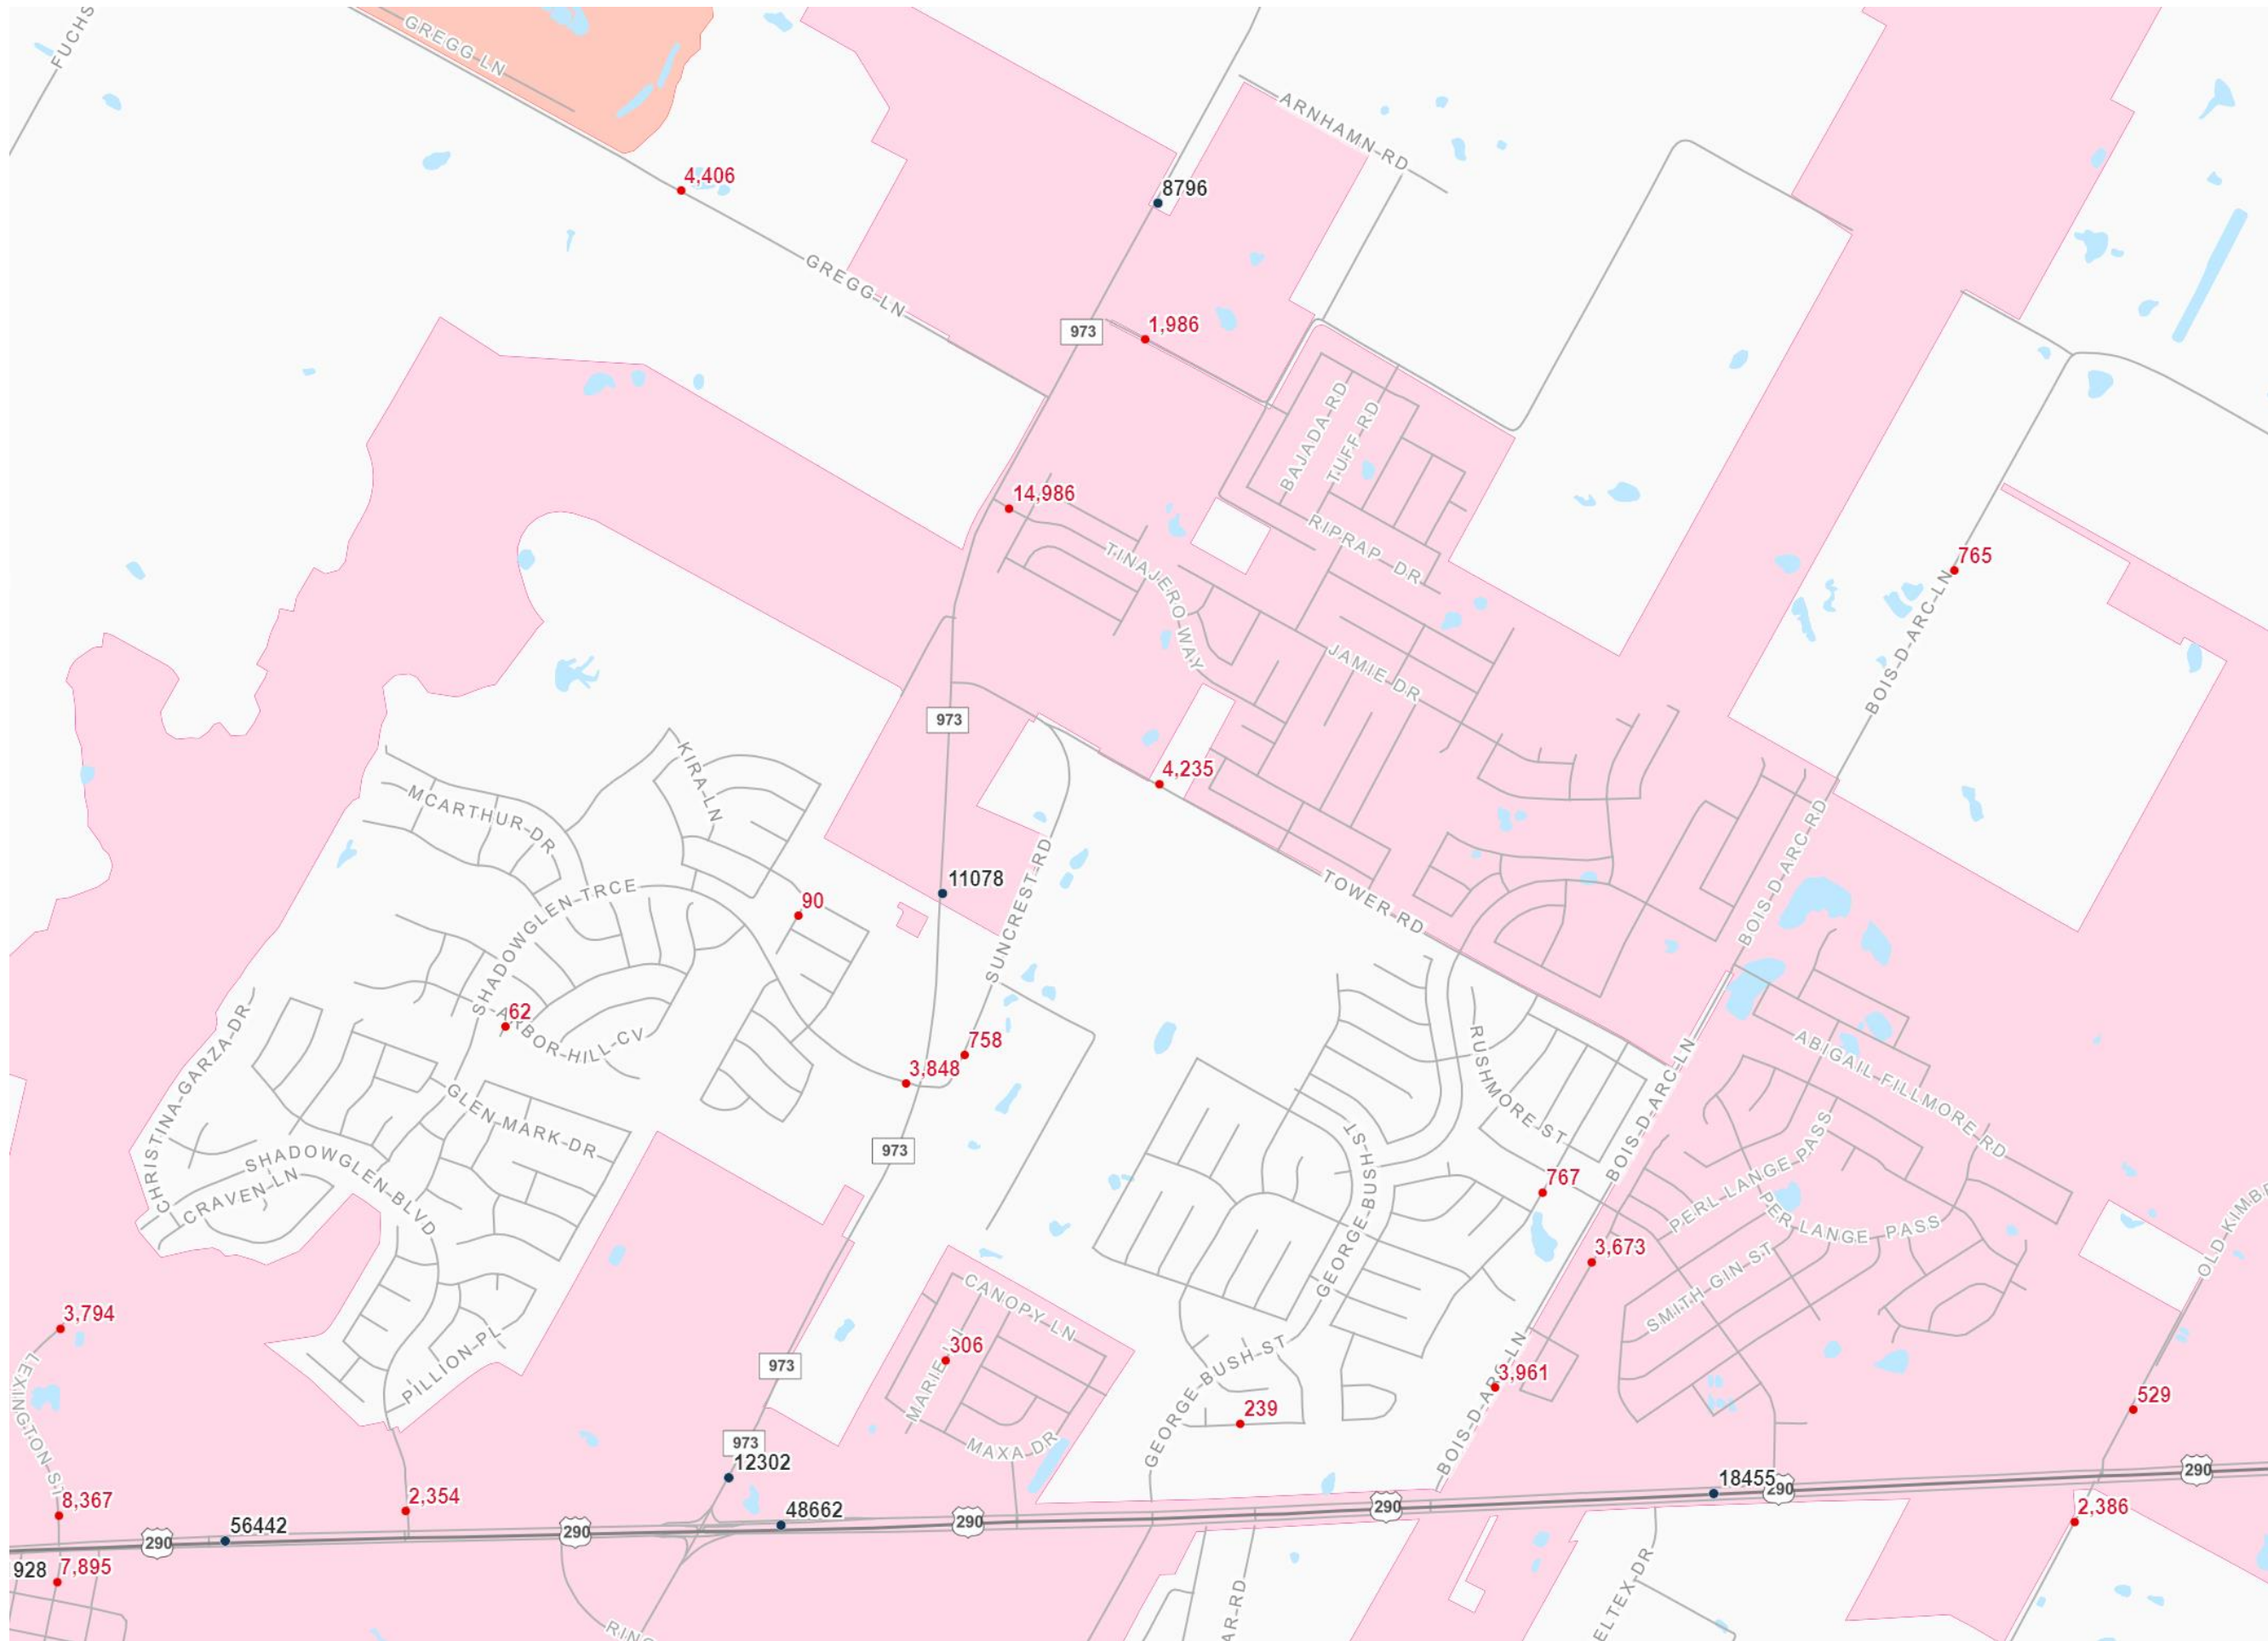 FUCHS
GREGG LN
ARNHAMN RD
4,406
8796
GREGG LN
973
1,986
BAJADA RD
TUFF RD
14,986
RIPRAP DR
TINAJERO WAY
765
BOIS-D-ARC-LN
JAMIE DR
973
KIRA-LN
4,235
MCARTHUR-DR
SUNCREST-RD
BOIS-D-ARC-RD
SHADOWGLEN-TRCE
11078
90
TOWER-RD
62
ARBOR-HILL-CV
758
3,848
CHRISTINA-GARZA-DR
RUSHMORE-ST
BOIS-D-ARC-LN
ABIGAIL-FILLMORE-RD
GLEN-MARK-DR
973
SHADOWGLEN-BLVD
CRAVEN-LN
GEORGE-BUSH-ST
767
PERL-LANGE-PASS
PER LANGE PASS
3,673
SMITH-GIN-ST
OLD-KIMBR
3,794
CANOPY LN
306
MARIE
973
PILLION-PL
GEORGE-BUSH-ST
3,961
BOIS-D-ARC-LN
239
529
LEXINGTON-ST
973
12302
MAXA DR
8,367
2,354
48662
18455
290
290
290
290
290
290
56442
2,386
928
7,895
RING
AR-RD
ELTEX-DR